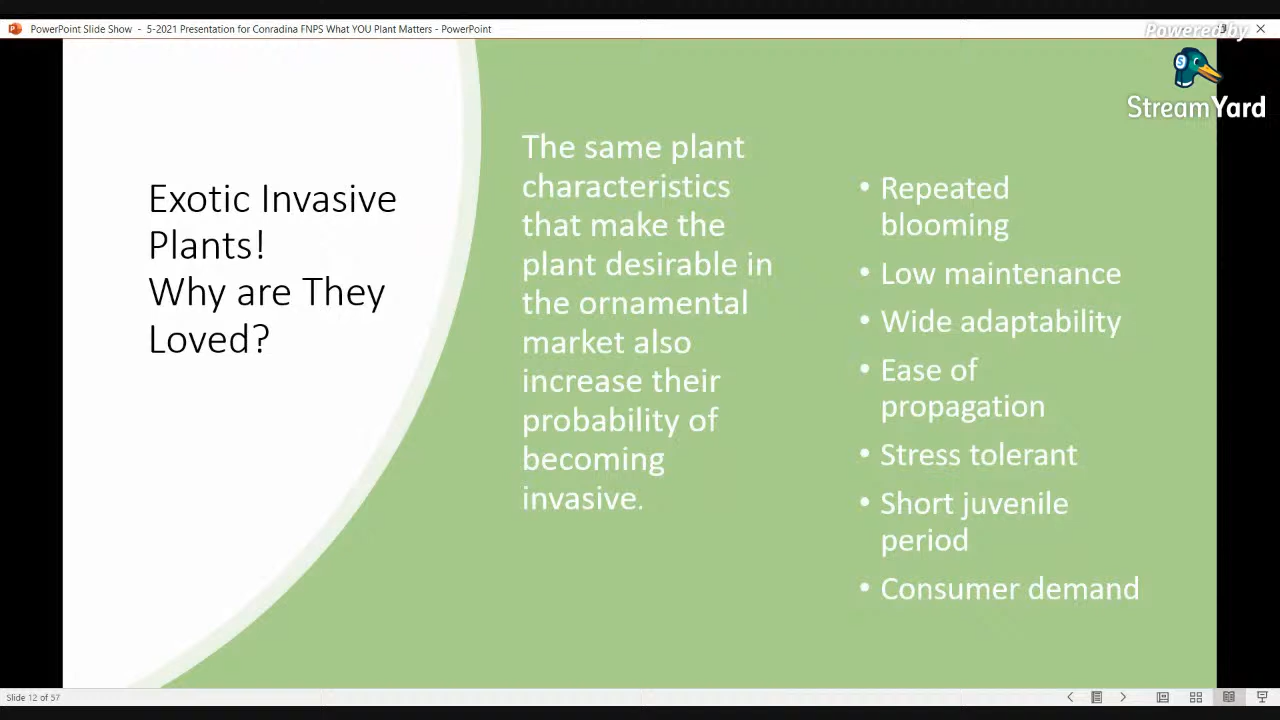 PowerPoint Slide Show - 5-2021 Presentation for Conradina FNPS What YOU Plant Matters - PowerPoint
Powered by
StreamYard
Exotic Invasive
Plants!
Why are They
Loved?
The same plant
characteristics
that make the
plant desirable in
the ornamental
market also
increase their
probability of
becoming
invasive.
• Repeated
blooming
• Low maintenance
• Wide adaptability
• Ease of
propagation
• Stress tolerant
• Short juvenile
period
• Consumer demand
Slide 12 of 57